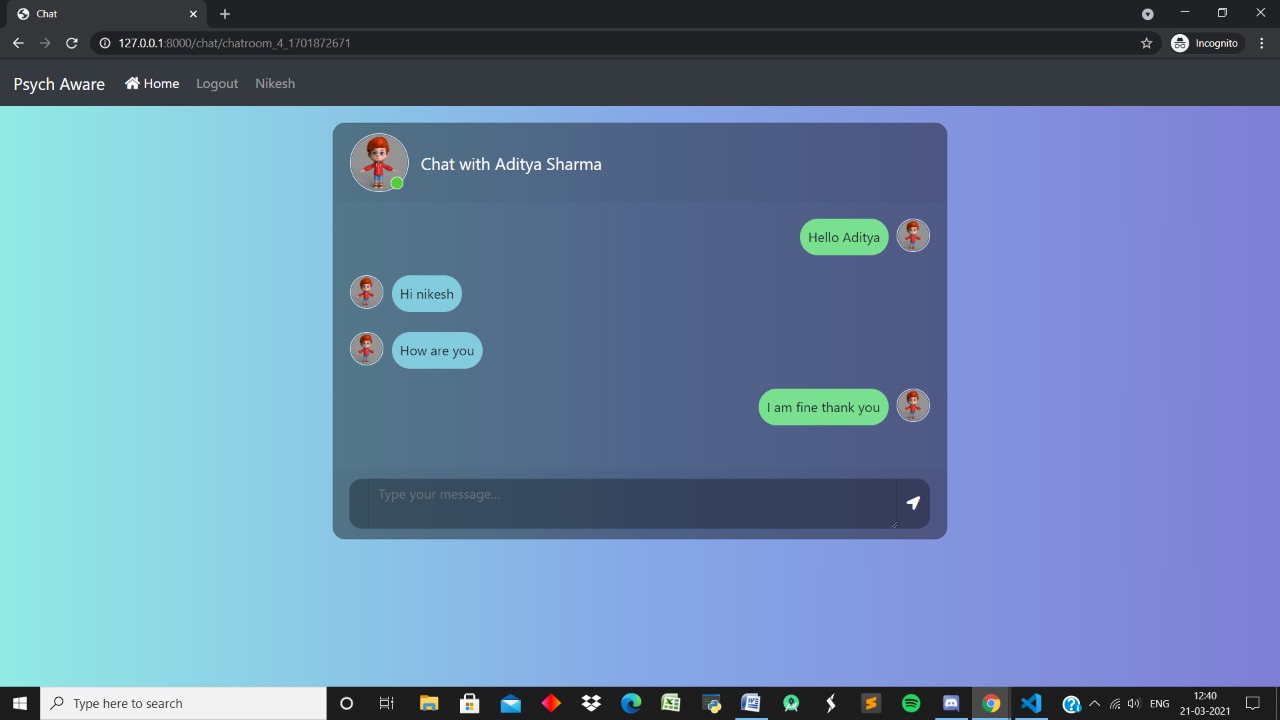 Chat
127.0.0.1:8000/chat/chatroom_4_1701872671
Incognito
Psych Aware Home Logout Nikesh
Chat with Aditya Sharma
Hello Aditya
Hi nikesh
How are you
I am fine thank you
Type your message...
Type here to search
ENG
12:40
21-03-2021